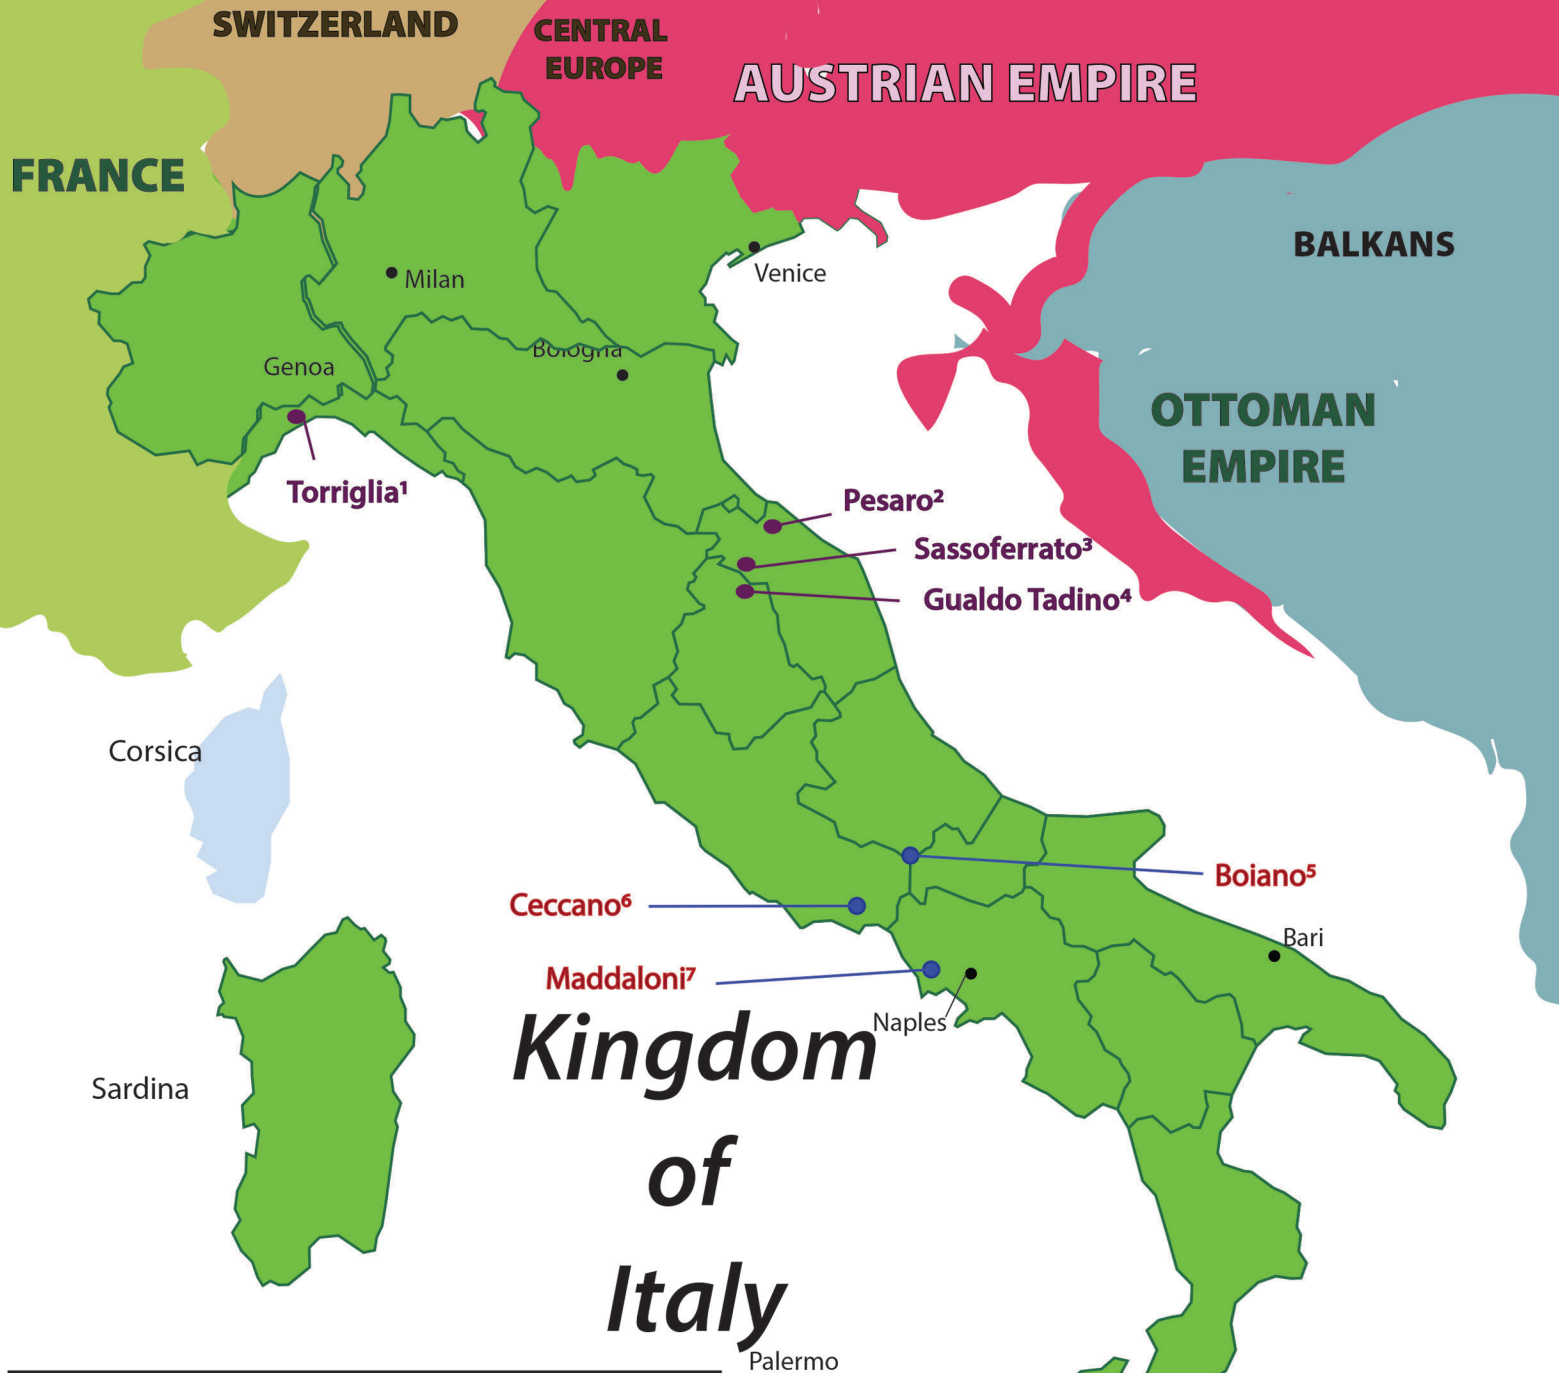 SWITZERLAND
CENTRAL
EUROPE
AUSTRIAN EMPIRE
FRANCE
BALKANS
Venice
Milan
Bologna
Genoa
OTTOMAN
EMPIRE
Torriglia¹
Pesaro²
Sassoferrato³
Gualdo Tadino⁴
Corsica
Boiano⁵
Ceccano⁶
Bari
Maddaloni⁷
Naples
Kingdom
of
Italy
Sardina
Palermo